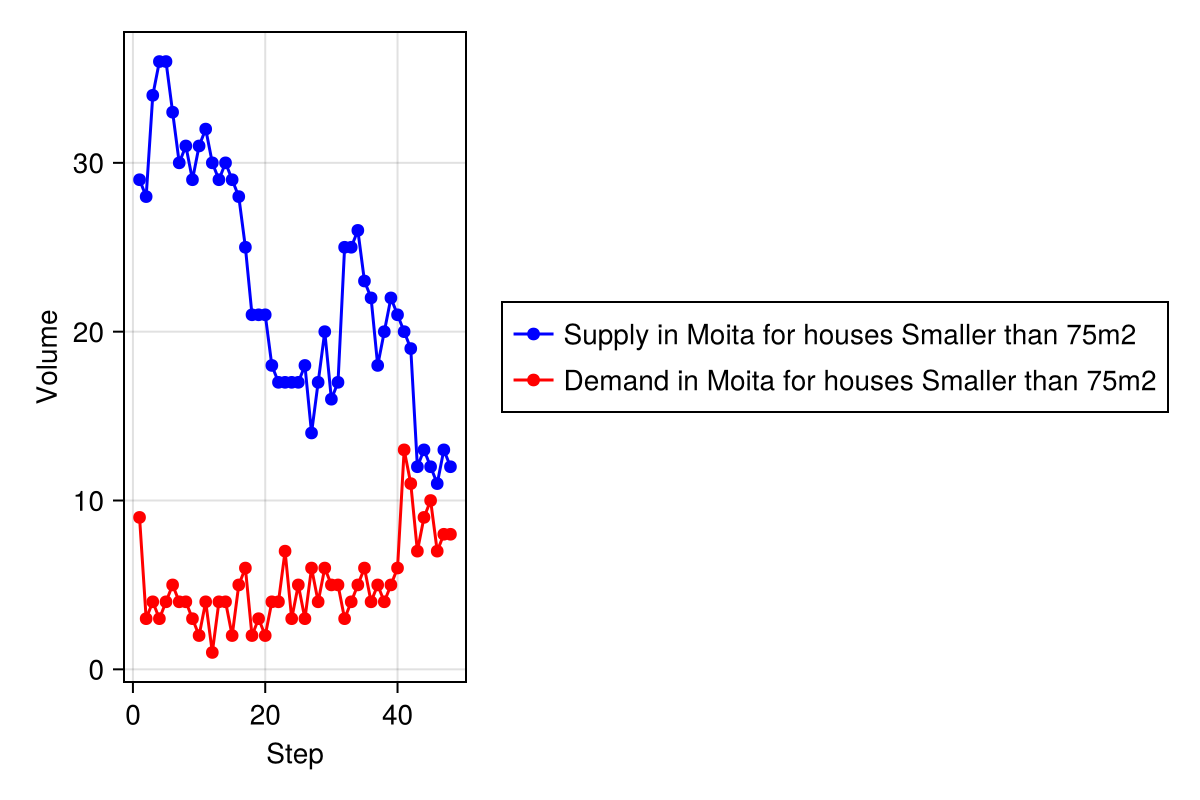 Volume
30
20
10
0
0 20 40
Step
Supply in Moita for houses Smaller than 75m2
Demand in Moita for houses Smaller than 75m2